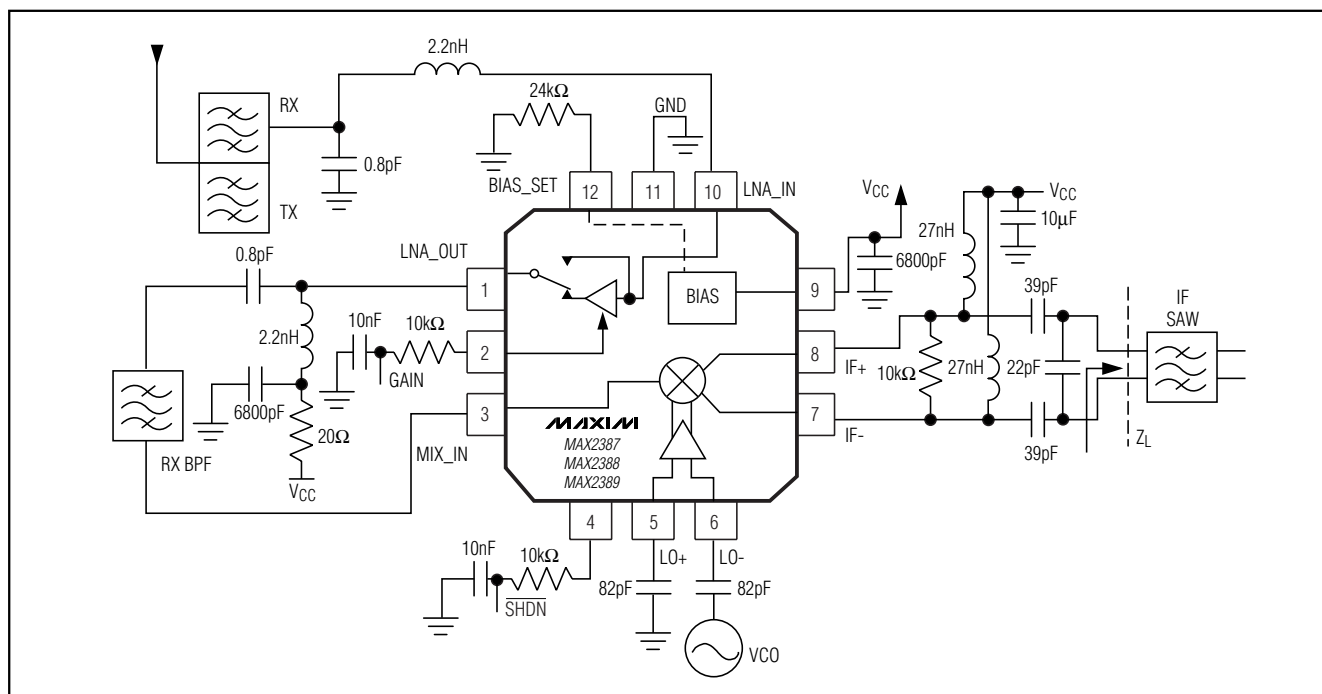 2.2nH
RX
TX
0.8pF
24kΩ
GND
BIAS_SET
12
11
10
LNA_IN
VCC
6800pF
VCC
10μF
27nH
0.8pF
LNA_OUT
1
BIAS
9
2.2nH
10nF
10kΩ
2
GAIN
6800pF
20Ω
VCC
RX BPF
3
MIX_IN
8
IF+
10kΩ
27nH
39pF
22pF
IF
SAW
7
IF-
39pF
ZL
MAXIM
MAX2387
MAX2388
MAX2389
4
5
6
10nF
10kΩ
SHDN
LO+
LO-
82pF
82pF
VCO